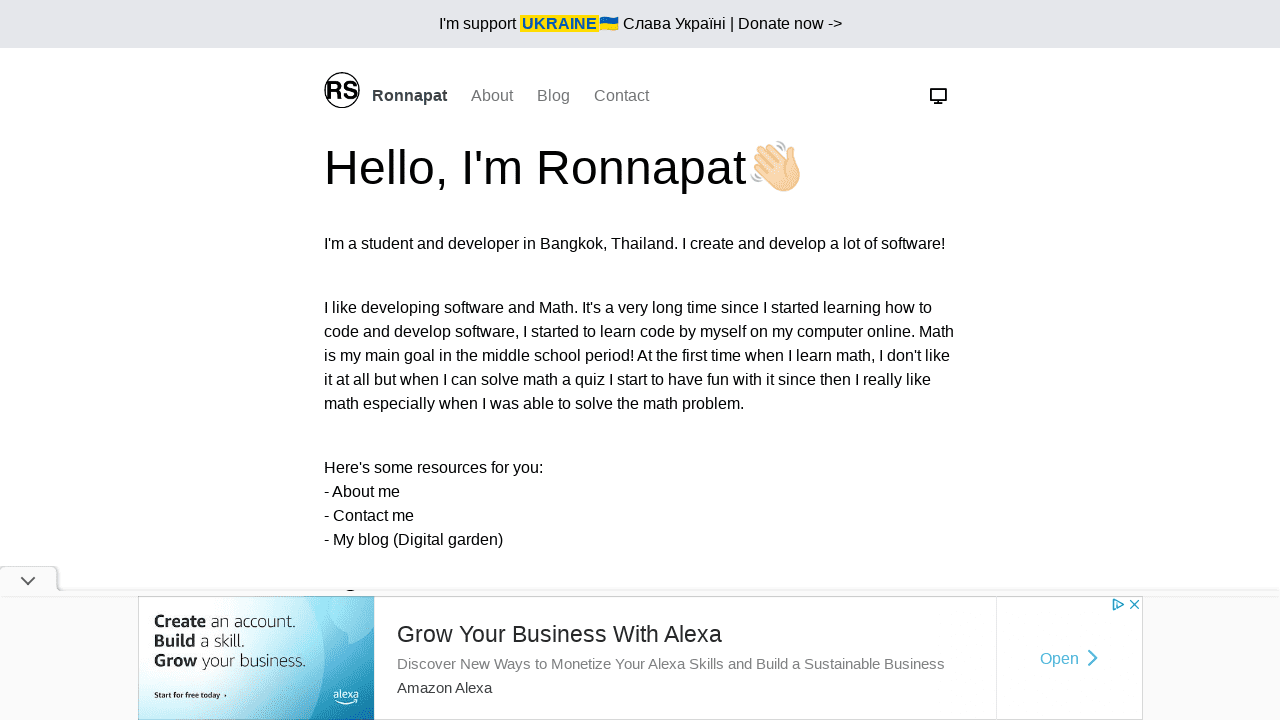 I'm support UKRAINE🇺🇦 Слава Україні | Donate now ->
RS Ronnapat About Blog Contact
Hello, I'm Ronnapat👋🏻
I'm a student and developer in Bangkok, Thailand. I create and develop a lot of software!
I like developing software and Math. It's a very long time since I started learning how to
code and develop software, I started to learn code by myself on my computer online. Math
is my main goal in the middle school period! At the first time when I learn math, I don't like
it at all but when I can solve math a quiz I start to have fun with it since then I really like
math especially when I was able to solve the math problem.
Here's some resources for you:
- About me
- Contact me
- My blog (Digital garden)
Create an account.
Build a skill.
Grow your business.
Start for free today
alexa
Grow Your Business With Alexa
Discover New Ways to Monetize Your Alexa Skills and Build a Sustainable Business
Amazon Alexa
Open